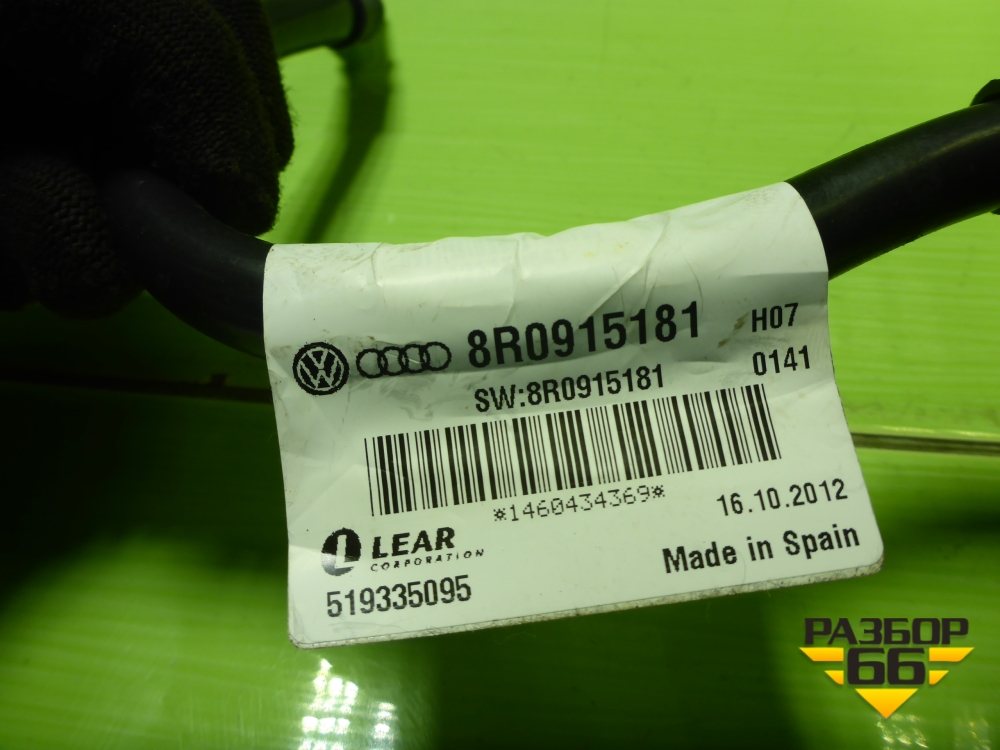 8R0915181 H07
SW:8R0915181 0141
*1460434369*
16.10.2012
LEAR
CORPORATION
Made in Spain
519335095
РАЗБОР
66